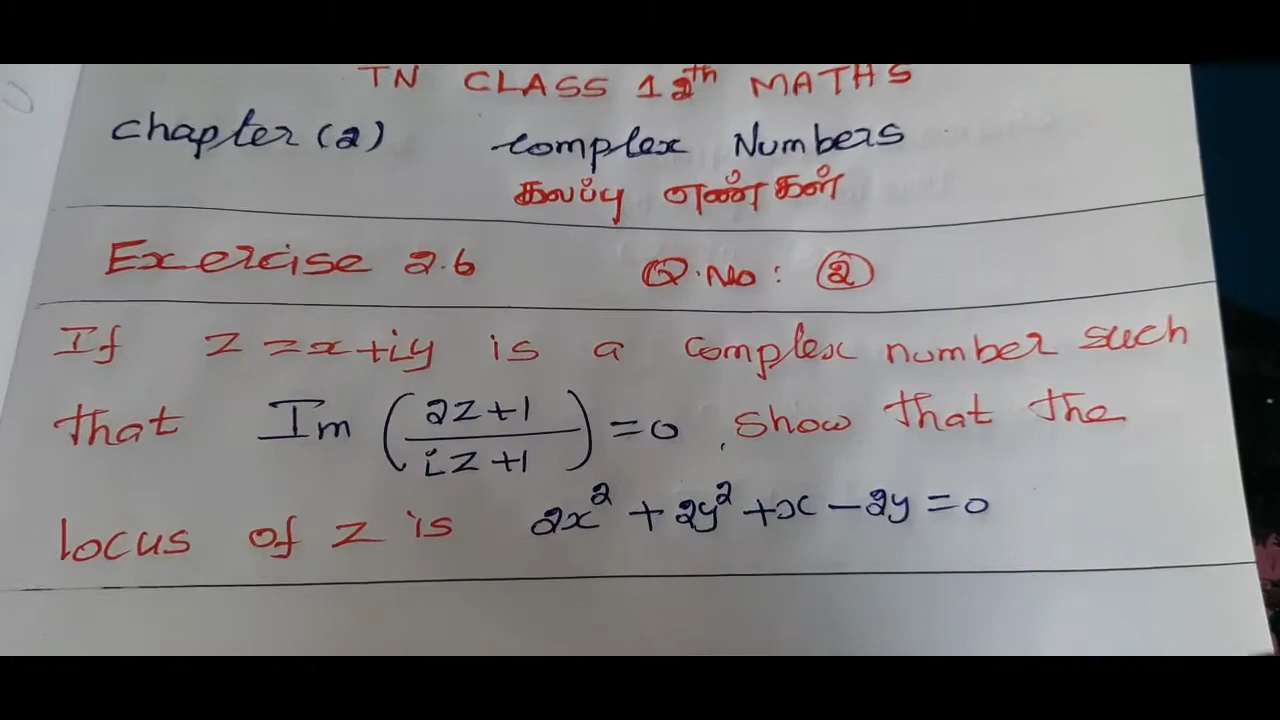 TN CLASS 12th MATHS
Chapter (2) Complex Numbers
கலப்பு எண்கள்
Exercise 2.6 Q.No: ②
If z = x+iy is a complex number such
that Im (2z+1 / iz+1) = 0, show that the
locus of z is 2x² + 2y² + x - 2y = 0